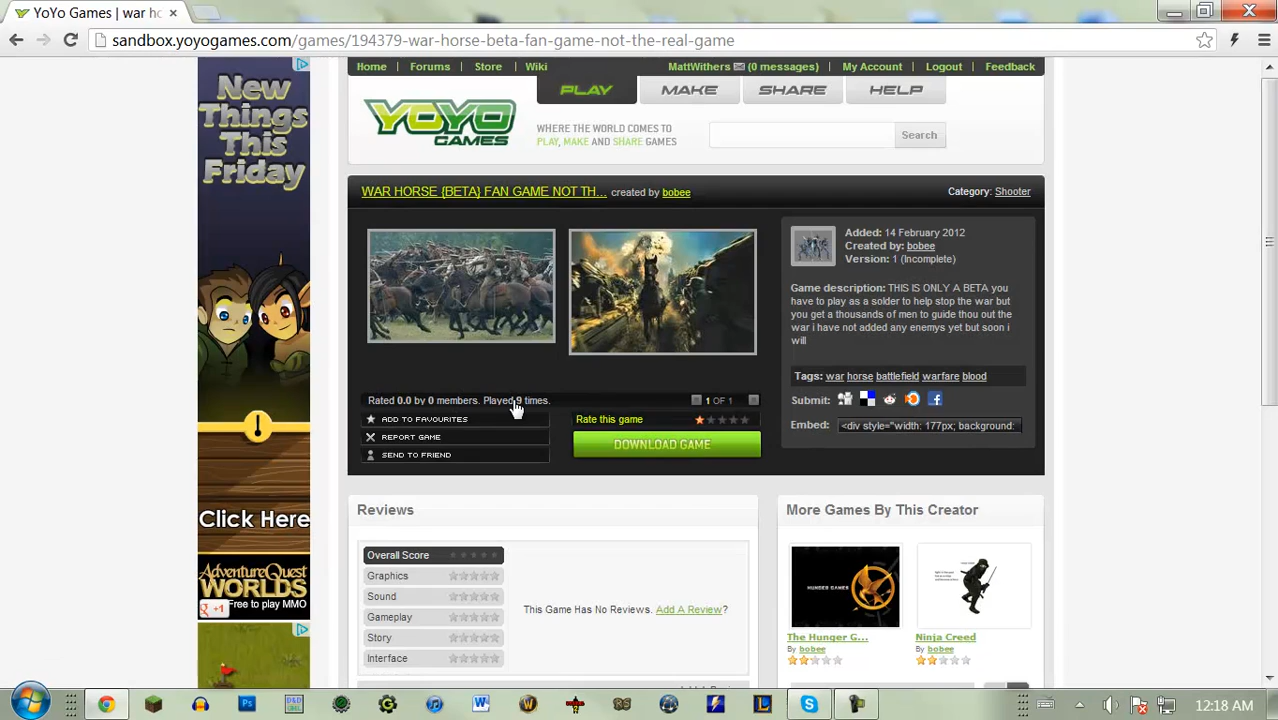 YoYo Games | war ho
sandbox.yoyogames.com/games/194379-war-horse-beta-fan-game-not-the-real-game
Home | Forums | Store | Wiki
MattWithers (0 messages) | My Account | Logout | Feedback
PLAY MAKE SHARE HELP
YOYO GAMES
WHERE THE WORLD COMES TO
PLAY, MAKE AND SHARE GAMES
Search
New
Things
This
Friday
Click Here
AdventureQuest
WORLDS
Free to play MMO
+1
WAR HORSE {BETA} FAN GAME NOT TH... created by bobee
Category: Shooter
Added: 14 February 2012
Created by: bobee
Version: 1 (Incomplete)
Game description: THIS IS ONLY A BETA you
have to play as a solder to help stop the war but
you get a thousands of men to guide thou out the
war i have not added any enemys yet but soon i
will
Tags: war horse battlefield warfare blood
Submit:
Embed: <div style="width: 177px; background:
Rated 0.0 by 0 members. Played 9 times.
1 OF 1
ADD TO FAVOURITES
REPORT GAME
SEND TO FRIEND
Rate this game
DOWNLOAD GAME
Reviews
Overall Score
Graphics
Sound
Gameplay
Story
Interface
This Game Has No Reviews. Add A Review?
More Games By This Creator
HUNGER GAMES
The Hunger G...
By bobee
Ninja Creed
By bobee
12:18 AM